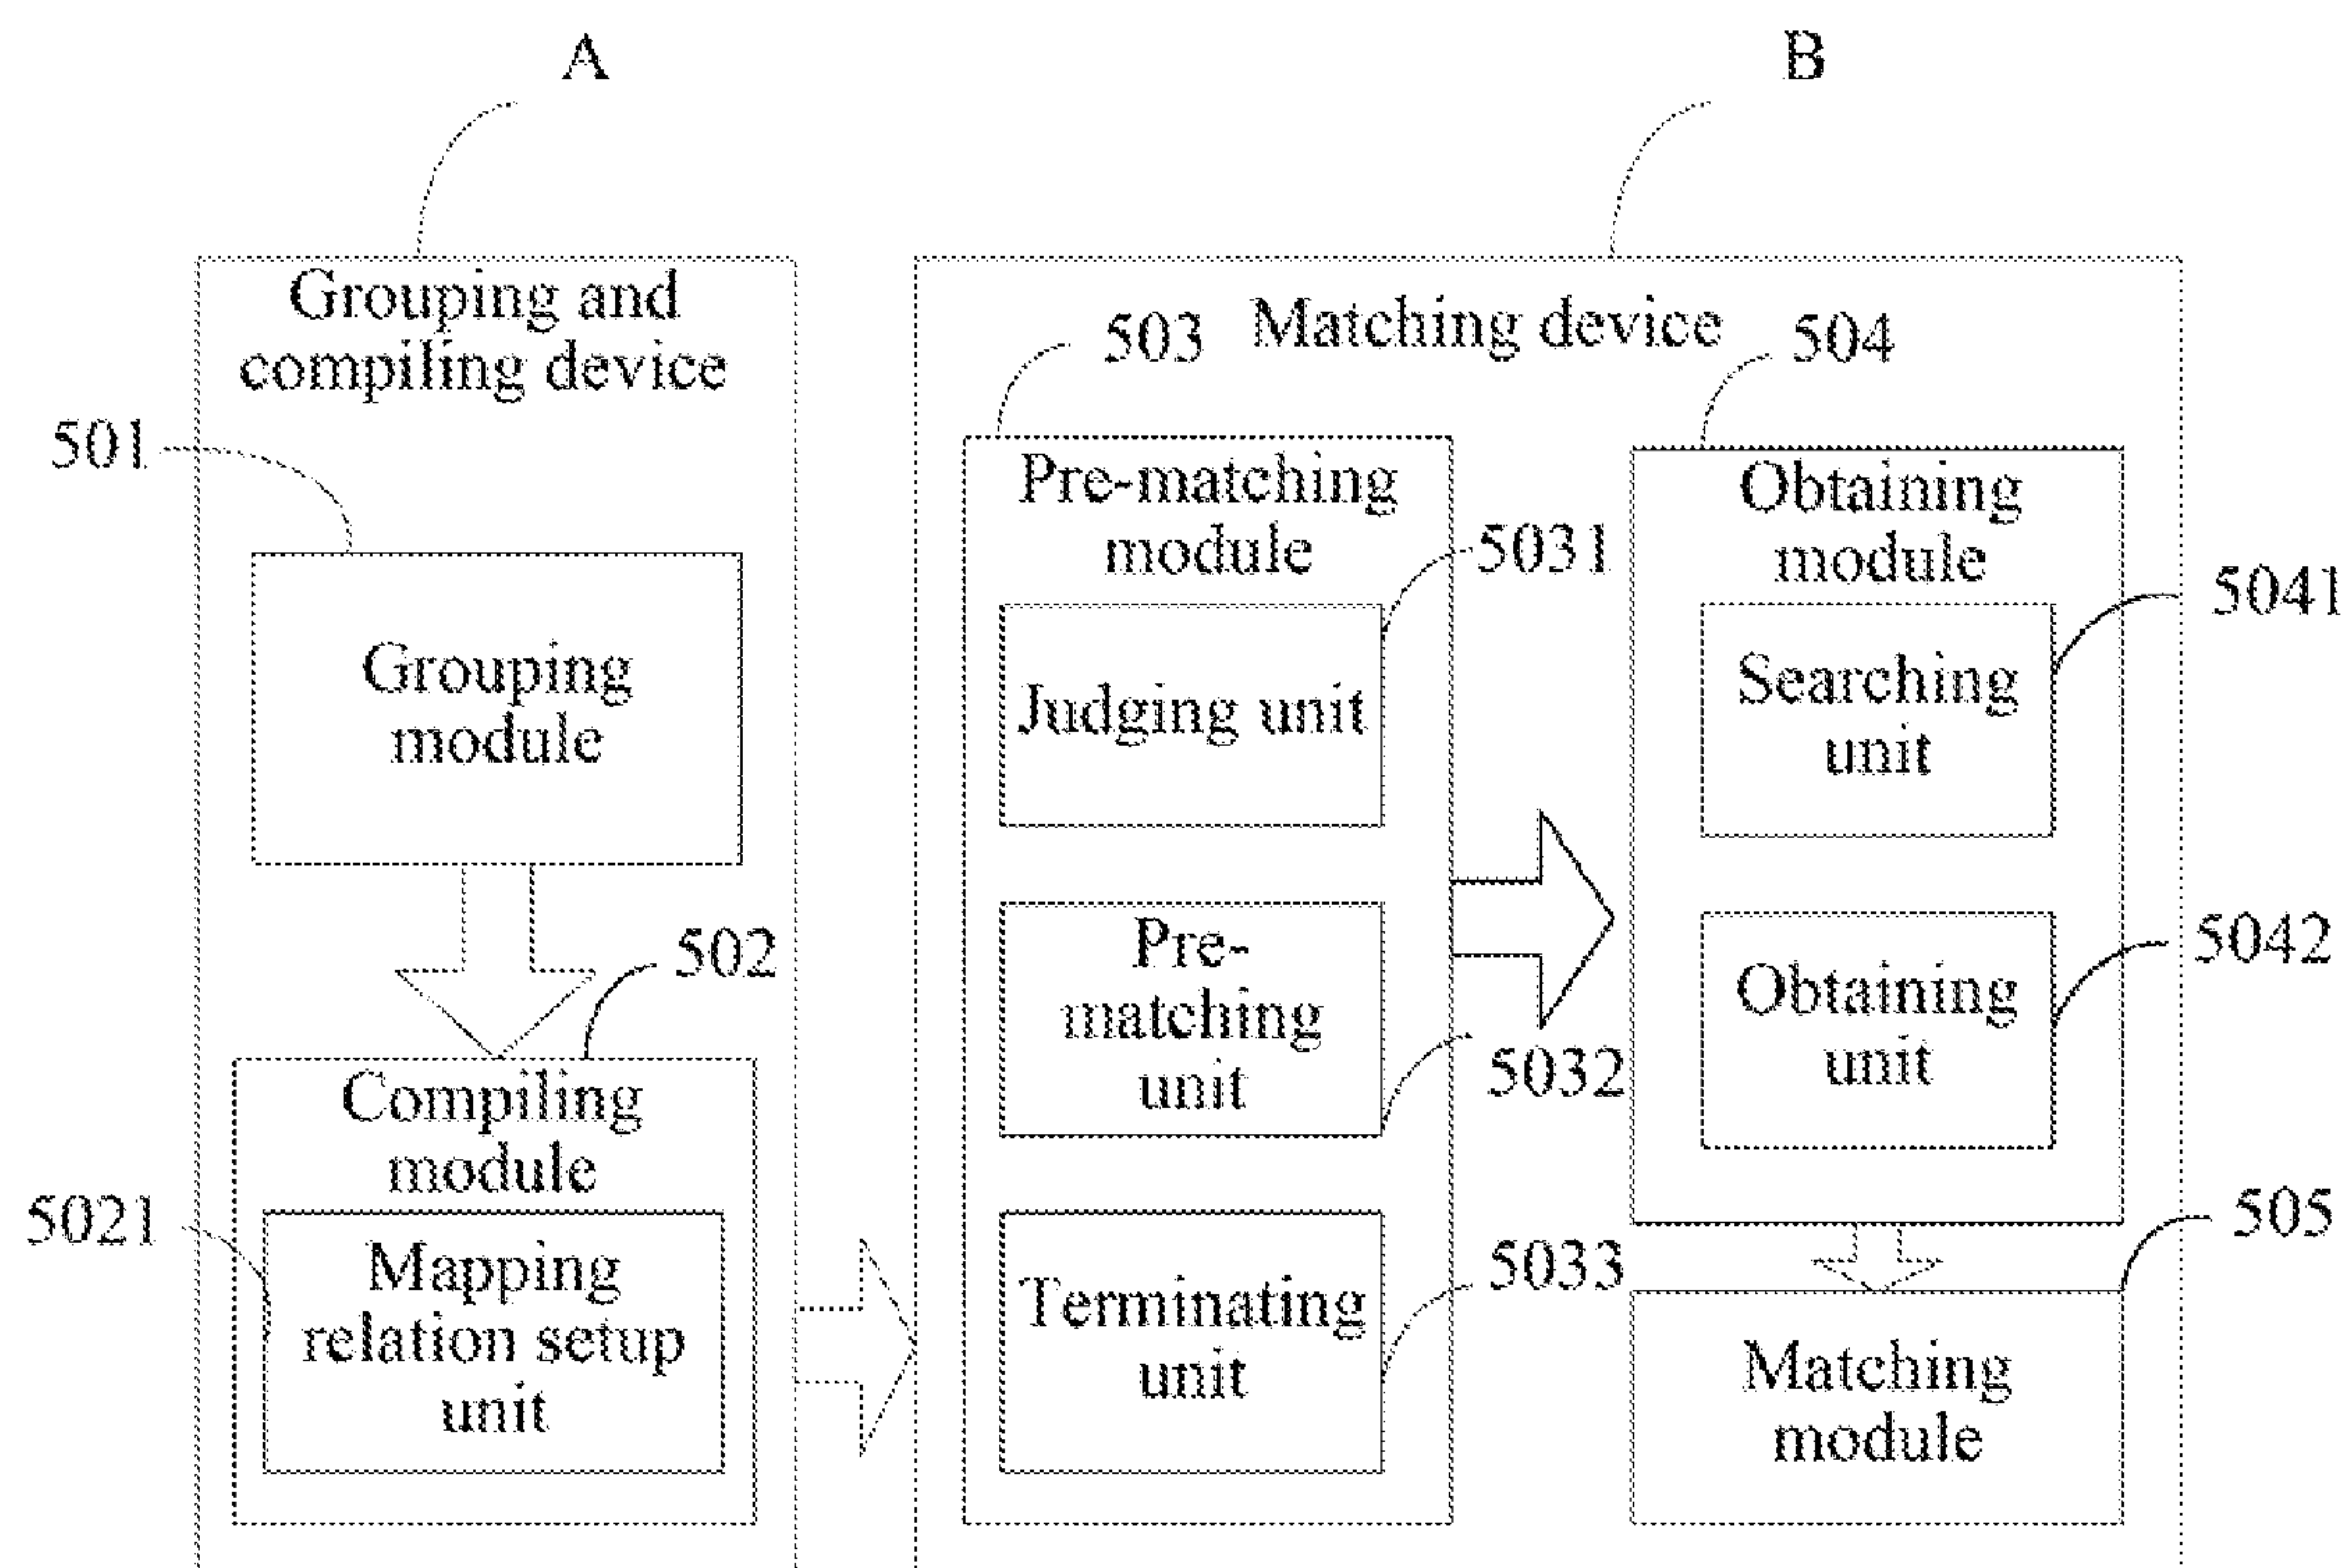 A
B
Grouping and
compiling device
501
Grouping
module
502
Compiling
module
5021
Mapping
relation setup
unit
Matching device
503
Pre-matching
module
5031
Judging unit
Pre-
matching
unit
5032
Terminating
unit
5033
504
Obtaining
module
5041
Searching
unit
5042
Obtaining
unit
505
Matching
module